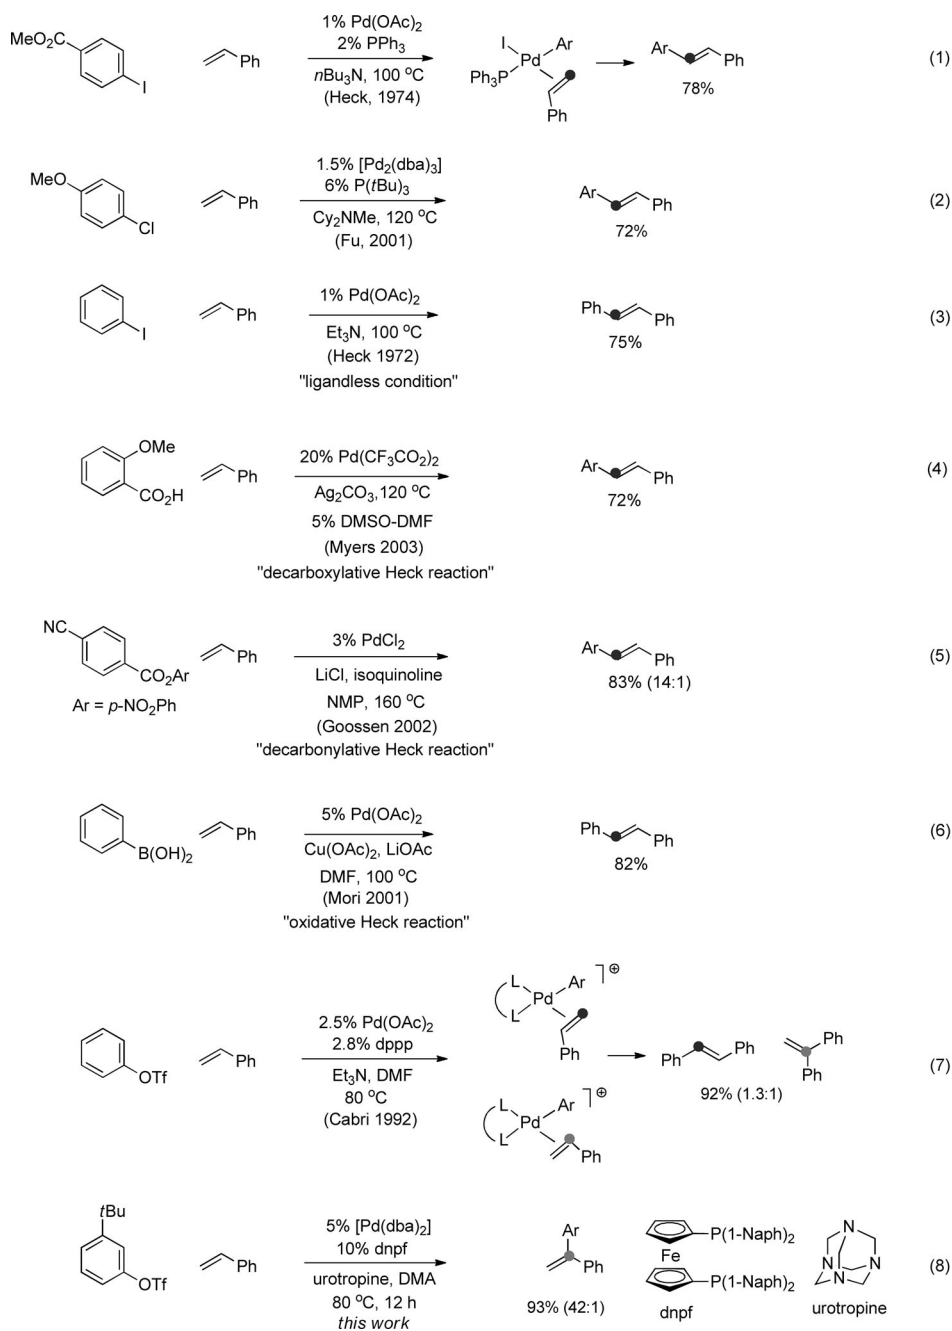 1% Pd(OAc)₂
MeO₂C
2% PPh₃
I
Ar
Pd
Ar
(1)
Ph
Ph
I
nBu₃N, 100 °C
Ph₃P
78%
(Heck, 1974)
Ph
1.5% [Pd₂(dba)₃]
MeO
6% P(tBu)₃
Ar
(2)
Ph
Ph
Cl
Cy₂NMe, 120 °C
72%
(Fu, 2001)
1% Pd(OAc)₂
Ph
(3)
Ph
Ph
I
Et₃N, 100 °C
75%
(Heck 1972)
"ligandless condition"
OMe
20% Pd(CF₃CO₂)₂
Ar
(4)
Ph
Ph
CO₂H
Ag₂CO₃,120 °C
72%
5% DMSO-DMF
(Myers 2003)
"decarboxylative Heck reaction"
NC
3% PdCl₂
Ar
(5)
Ph
Ph
CO₂Ar
LiCl, isoquinoline
83% (14:1)
Ar = p-NO₂Ph
NMP, 160 °C
(Goossen 2002)
"decarbonylative Heck reaction"
5% Pd(OAc)₂
Ph
(6)
Ph
Ph
B(OH)₂
Cu(OAc)₂, LiOAc
82%
DMF, 100 °C
(Mori 2001)
"oxidative Heck reaction"
L
Ar
⊕
Pd
L
2.5% Pd(OAc)₂
Ph
2.8% dppp
Ph
Ph
Ph
Ph
(7)
OTf
Et₃N, DMF
Ph
80 °C
92% (1.3:1)
(Cabri 1992)
L
Ar
⊕
Pd
L
Ph
tBu
5% [Pd(dba)₂]
Ar
P(1-Naph)₂
N
10% dnpf
Fe
Ph
Ph
N
N
N
(8)
OTf
urotropine, DMA
P(1-Naph)₂
80 °C, 12 h
93% (42:1)
dnpf
urotropine
this work